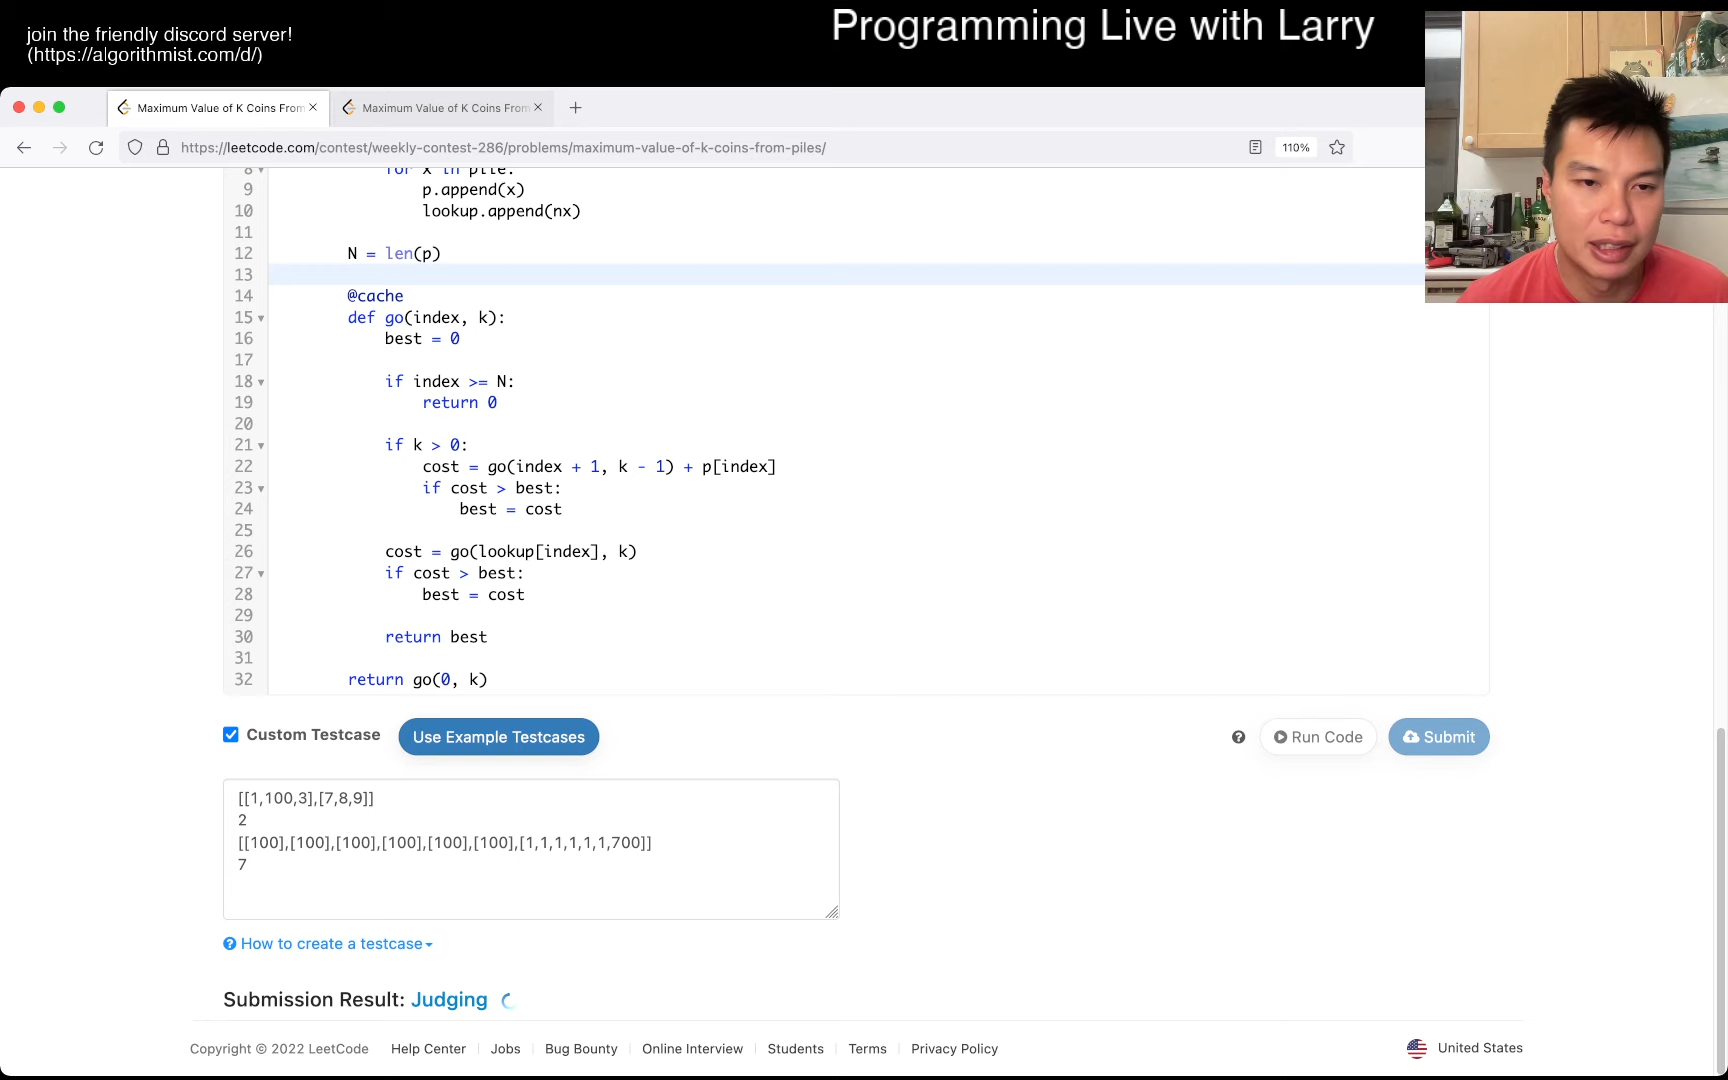 join the friendly discord server!
(https://algorithmist.com/d/)
Programming Live with Larry
Maximum Value of K Coins From
Maximum Value of K Coins From
https://leetcode.com/contest/weekly-contest-286/problems/maximum-value-of-k-coins-from-piles/
110%
8 for x in pile:
9 p.append(x)
10 lookup.append(nx)
11
12 N = len(p)
13
14 @cache
15 def go(index, k):
16 best = 0
17
18 if index >= N:
19 return 0
20
21 if k > 0:
22 cost = go(index + 1, k - 1) + p[index]
23 if cost > best:
24 best = cost
25
26 cost = go(lookup[index], k)
27 if cost > best:
28 best = cost
29
30 return best
31
32 return go(0, k)
Custom Testcase
Use Example Testcases
Run Code
Submit
[[1,100,3],[7,8,9]]
2
[[100],[100],[100],[100],[100],[100],[1,1,1,1,1,1,700]]
7
How to create a testcase
Submission Result: Judging
Copyright © 2022 LeetCode
Help Center
Jobs
Bug Bounty
Online Interview
Students
Terms
Privacy Policy
United States